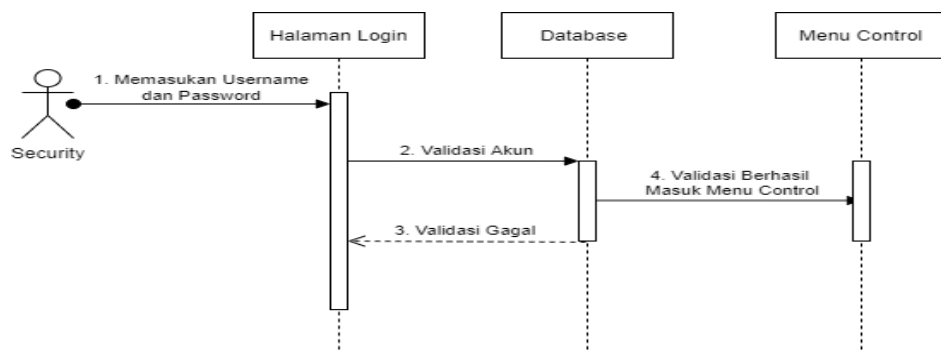 Halaman Login
Database
Menu Control
1. Memasukan Username
dan Password
Security
2. Validasi Akun
4. Validasi Berhasil
Masuk Menu Control
3. Validasi Gagal